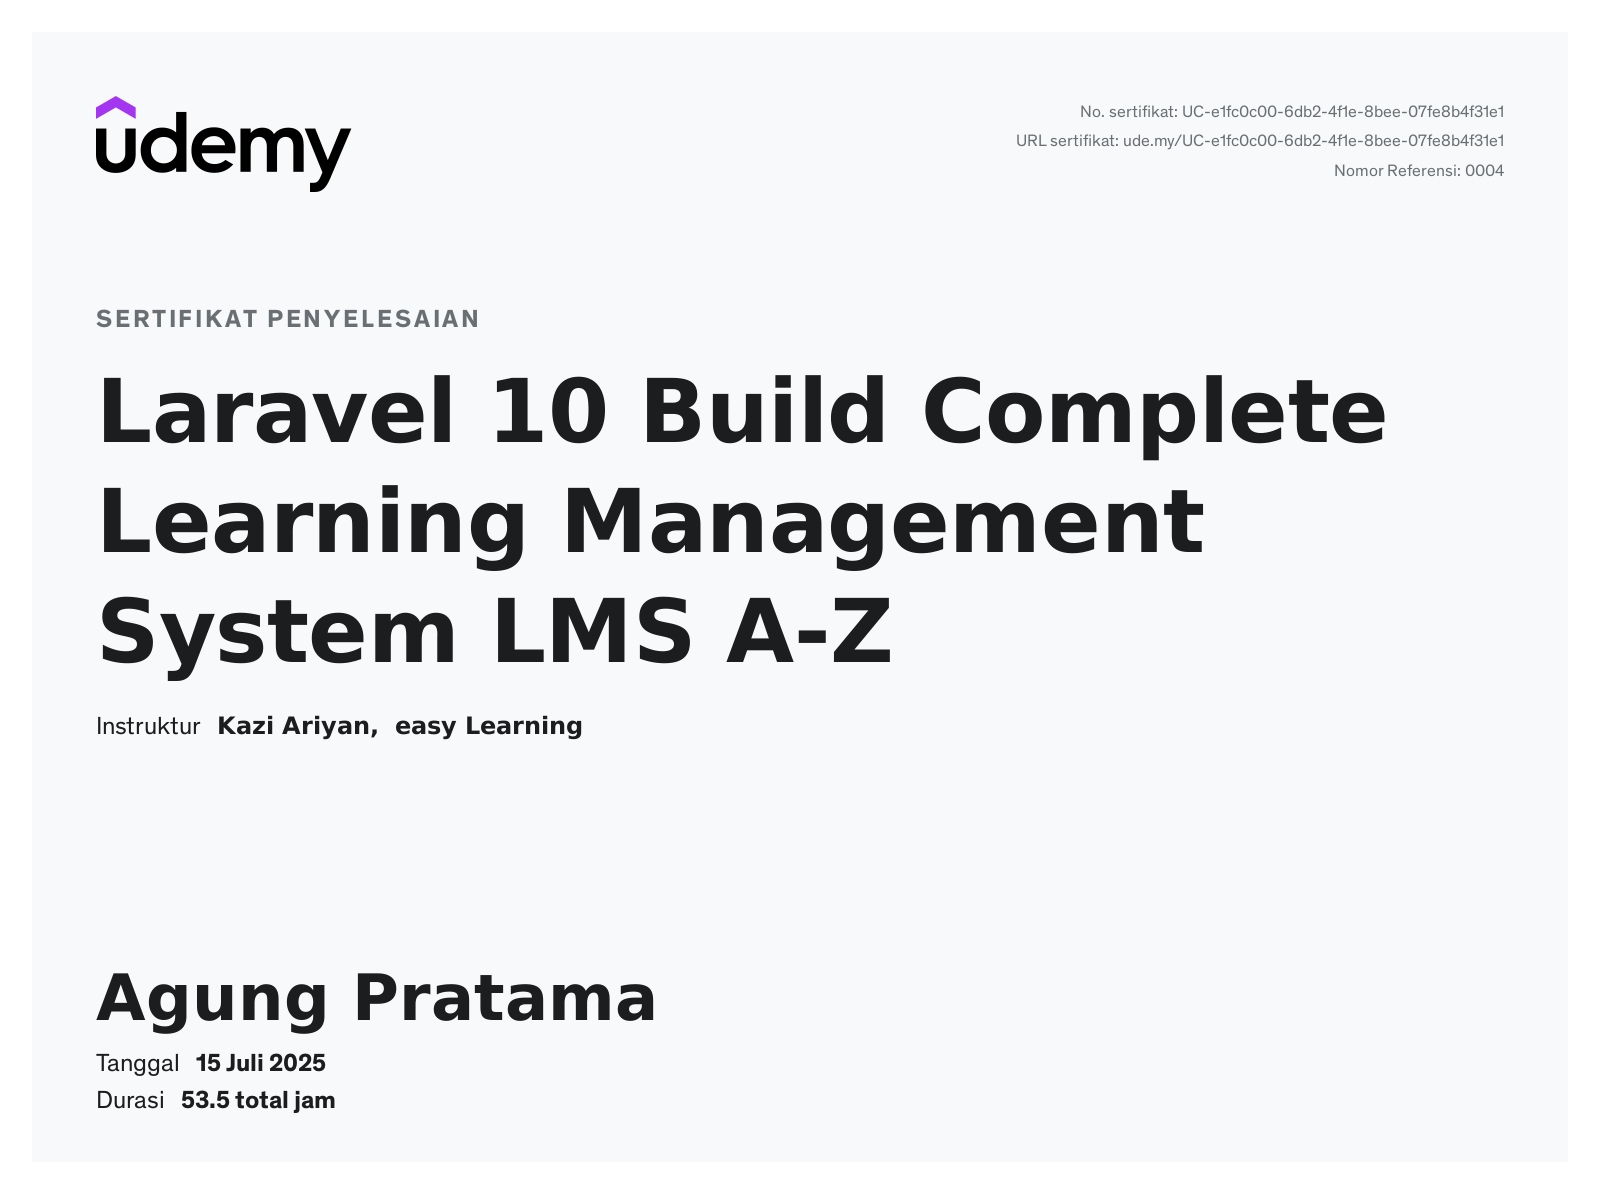 udemy
No. sertifikat: UC-e1fc0c00-6db2-4f1e-8bee-07fe8b4f31e1
URL sertifikat: ude.my/UC-e1fc0c00-6db2-4f1e-8bee-07fe8b4f31e1
Nomor Referensi: 0004
SERTIFIKAT PENYELESAIAN
Laravel 10 Build Complete
Learning Management
System LMS A-Z
Instruktur Kazi Ariyan, easy Learning
Agung Pratama
Tanggal 15 Juli 2025
Durasi 53.5 total jam